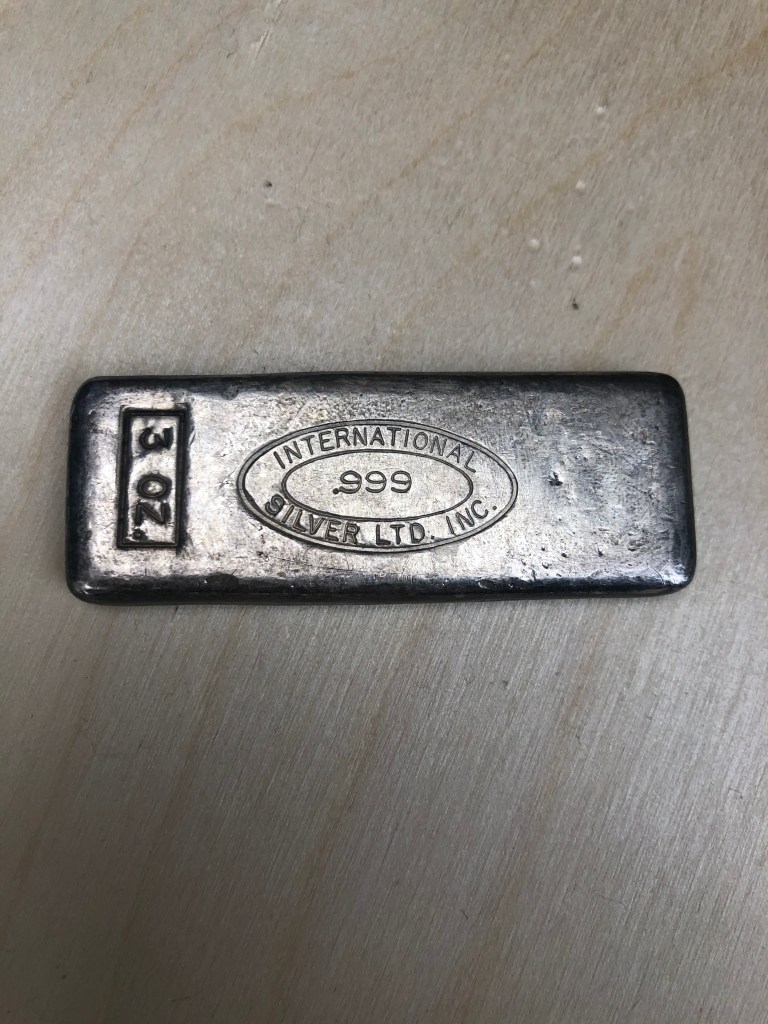 3 OZ.
INTERNATIONAL
.999
SILVER LTD. INC.